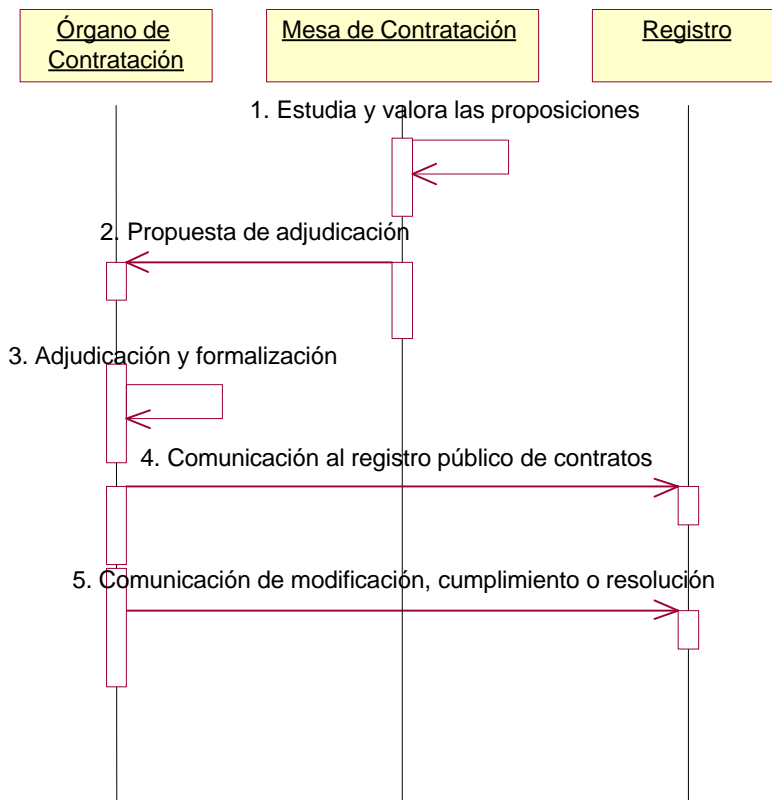 Órgano de
Contratación
Mesa de Contratación
Registro
1. Estudia y valora las proposiciones
2. Propuesta de adjudicación
3. Adjudicación y formalización
4. Comunicación al registro público de contratos
5. Comunicación de modificación, cumplimiento o resolución